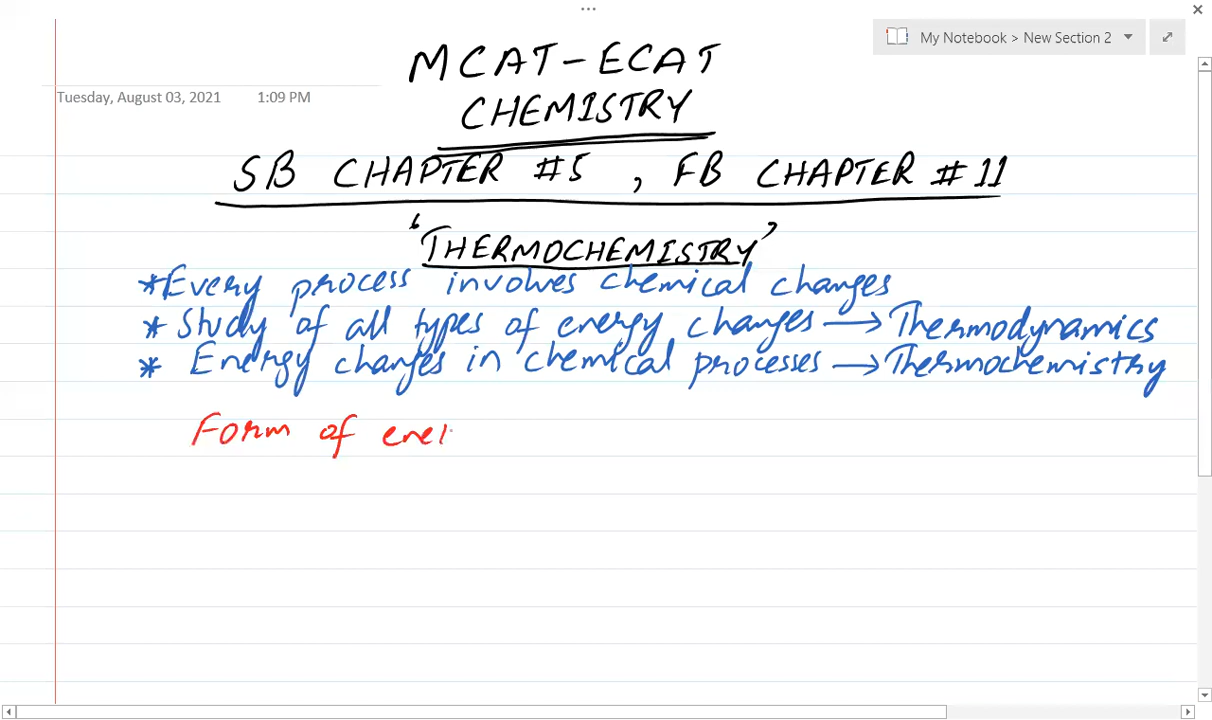 My Notebook > New Section 2
MCAT-ECAT
Tuesday, August 03, 2021 1:09 PM
CHEMISTRY
SB CHAPTER #5 , FB CHAPTER # 11
'THERMOCHEMISTRY'
*Every process involves chemical changes
* Study of all types of energy changes → Thermodynamics
* Energy changes in chemical processes → Thermochemistry
Form of ene